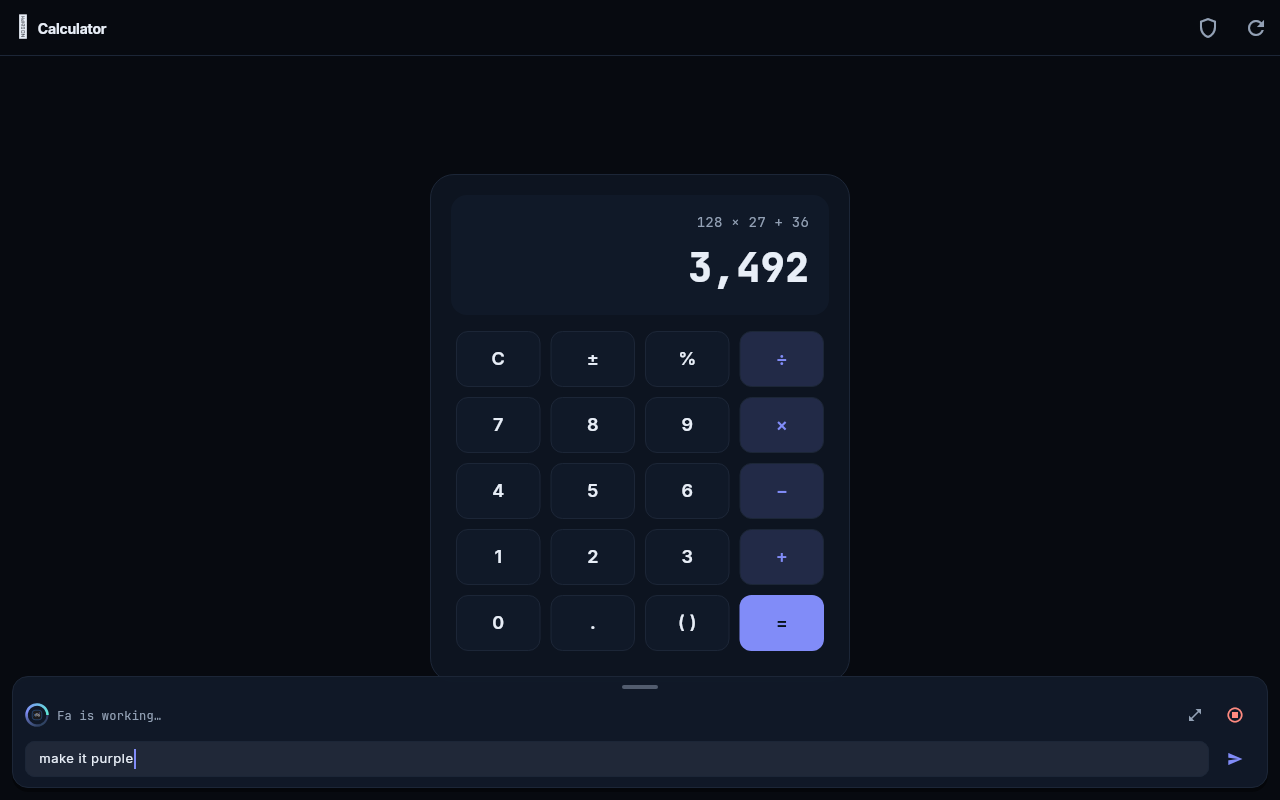 Calculator
128 × 27 + 36
3,492
C ± % ÷
7 8 9 ×
4 5 6 −
1 2 3 +
0 . ( ) =
Fa is working…
make it purple